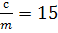 c/m = 15